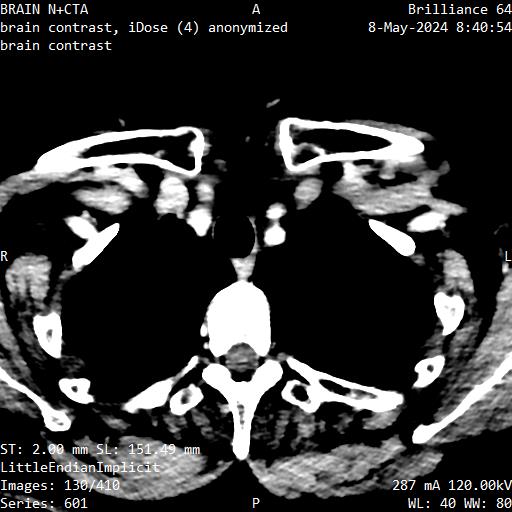 BRAIN N+CTA
A
Brilliance 64
brain contrast, iDose (4) anonymized
8-May-2024 8:40:54
brain contrast
R
L
ST: 2.00 mm SL: 151.49 mm
LittleEndianImplicit
Images: 130/410
287 mA 120.00kV
Series: 601
P
WL: 40 WW: 80